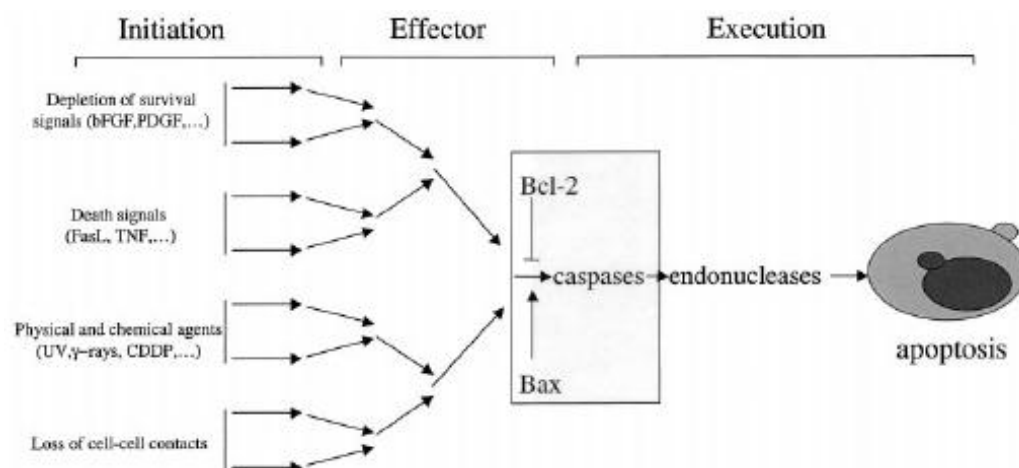 Initiation
Effector
Execution
Depletion of survival
signals (bFGF,PDGF,...)
Death signals
(FasL, TNF,...)
Physical and chemical agents
(UV,γ-rays, CDDP,...)
Loss of cell-cell contacts
Bcl-2
caspases
endonucleases
Bax
apoptosis